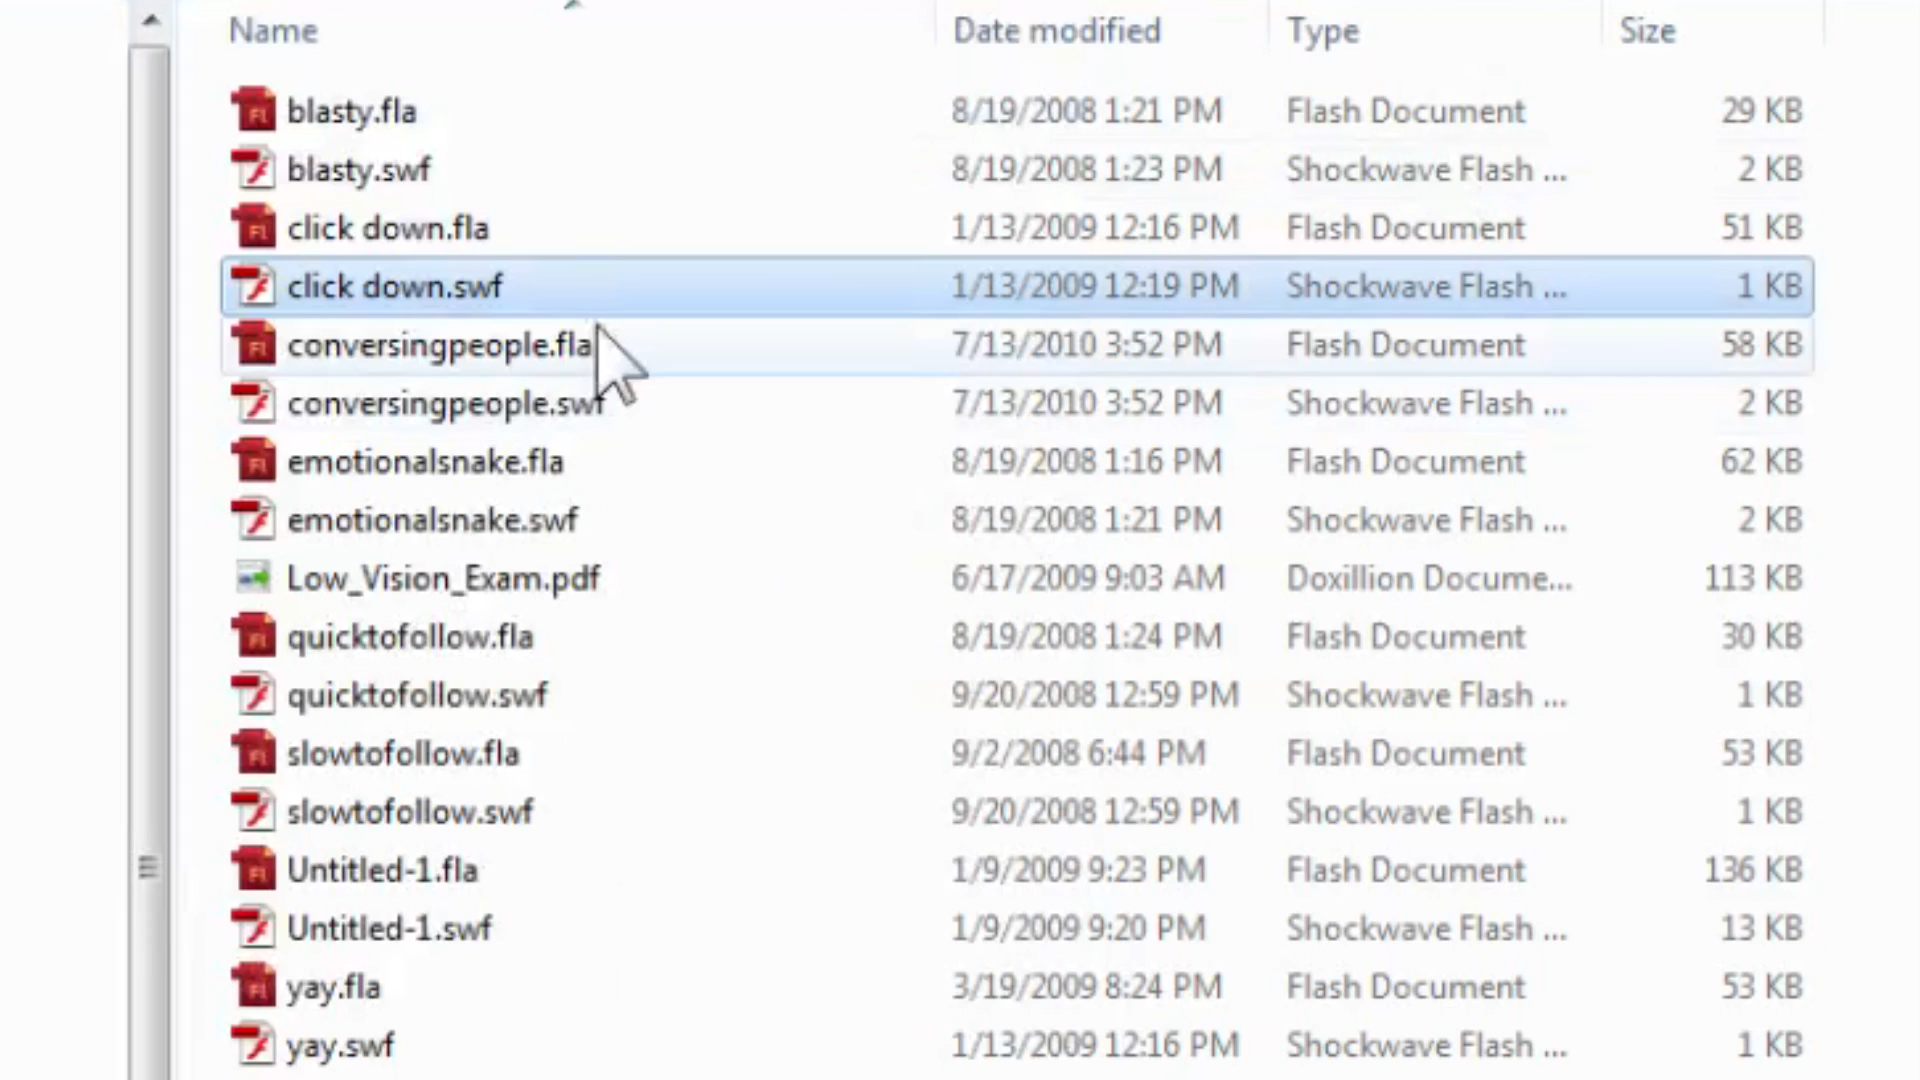 Name Date modified Type Size
blasty.fla 8/19/2008 1:21 PM Flash Document 29 KB
blasty.swf 8/19/2008 1:23 PM Shockwave Flash ... 2 KB
click down.fla 1/13/2009 12:16 PM Flash Document 51 KB
click down.swf 1/13/2009 12:19 PM Shockwave Flash ... 1 KB
conversingpeople.fla 7/13/2010 3:52 PM Flash Document 58 KB
conversingpeople.swf 7/13/2010 3:52 PM Shockwave Flash ... 2 KB
emotionalsnake.fla 8/19/2008 1:16 PM Flash Document 62 KB
emotionalsnake.swf 8/19/2008 1:21 PM Shockwave Flash ... 2 KB
Low_Vision_Exam.pdf 6/17/2009 9:03 AM Doxillion Docume... 113 KB
quicktofollow.fla 8/19/2008 1:24 PM Flash Document 30 KB
quicktofollow.swf 9/20/2008 12:59 PM Shockwave Flash ... 1 KB
slowtofollow.fla 9/2/2008 6:44 PM Flash Document 53 KB
slowtofollow.swf 9/20/2008 12:59 PM Shockwave Flash ... 1 KB
Untitled-1.fla 1/9/2009 9:23 PM Flash Document 136 KB
Untitled-1.swf 1/9/2009 9:20 PM Shockwave Flash ... 13 KB
yay.fla 3/19/2009 8:24 PM Flash Document 53 KB
yay.swf 1/13/2009 12:16 PM Shockwave Flash ... 1 KB